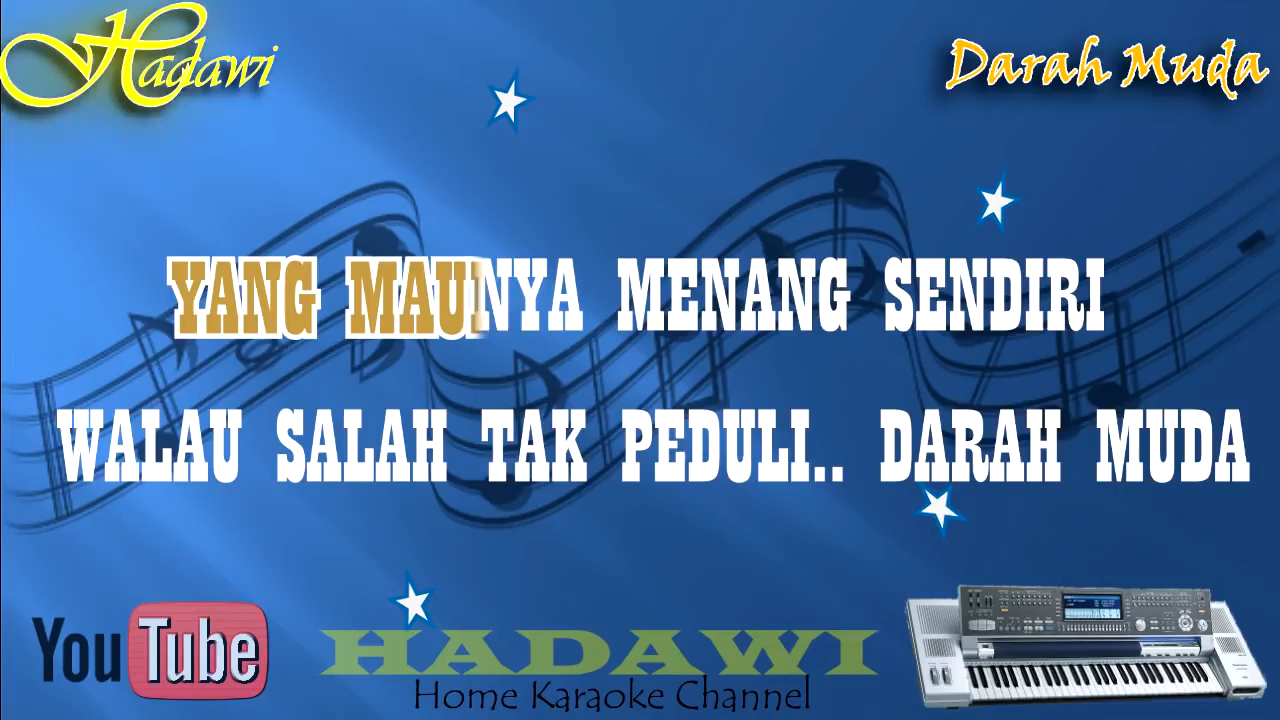 Hadawi
Darah Muda
YANG MAUNYA MENANG SENDIRI
WALAU SALAH TAK PEDULI.. DARAH MUDA
YouTube
HADAWI
Home Karaoke Channel